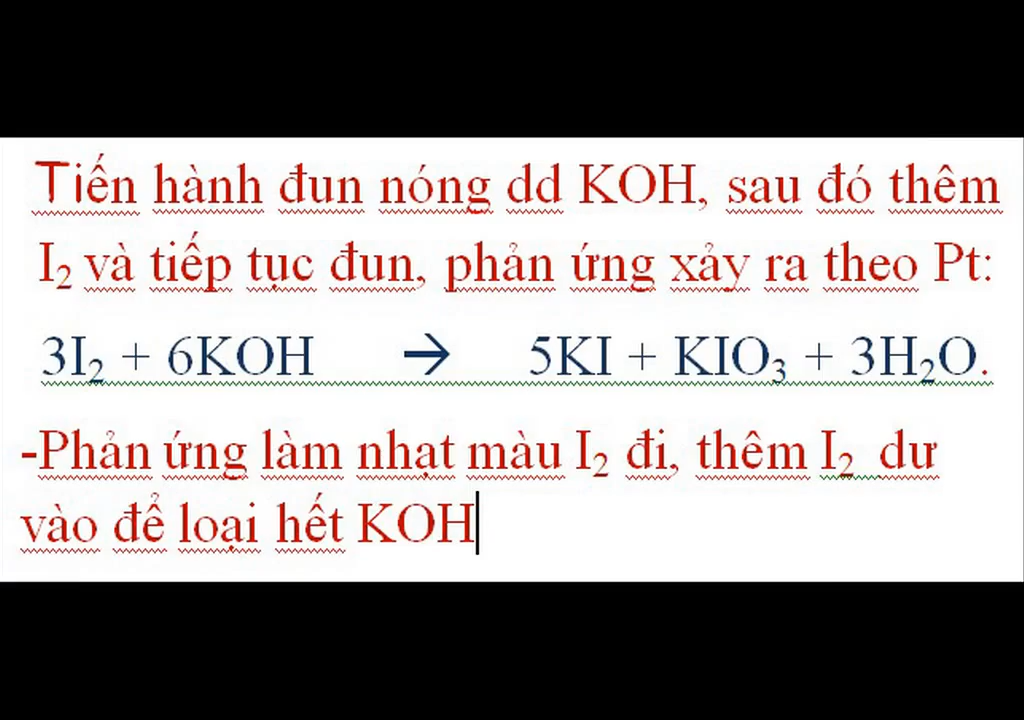 Tiến hành đun nóng dd KOH, sau đó thêm
I₂ và tiếp tục đun, phản ứng xảy ra theo Pt:
3I₂ + 6KOH → 5KI + KIO₃ + 3H₂O.
-Phản ứng làm nhạt màu I₂ đi, thêm I₂ dư
vào để loại hết KOH